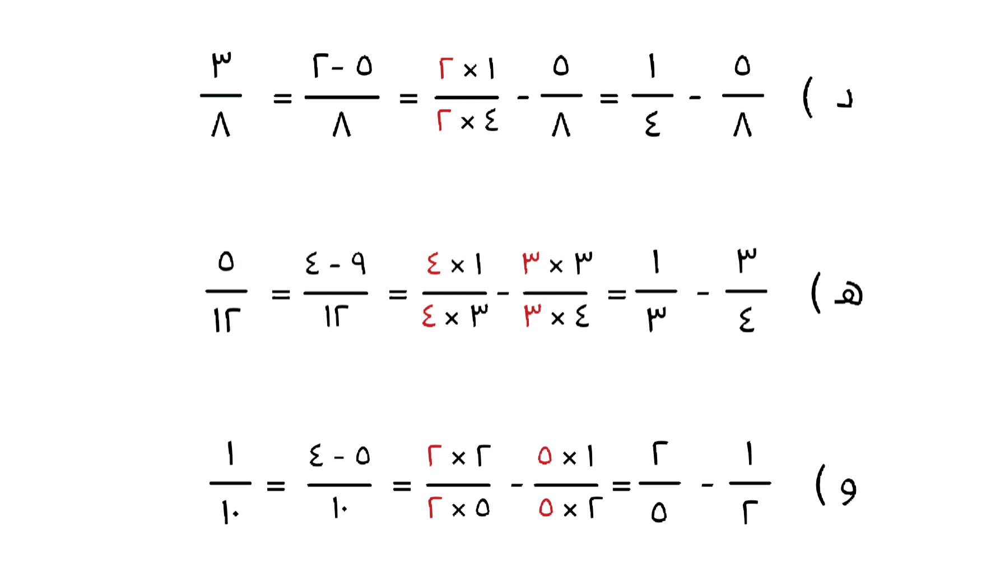 د ) ٥/٨ - ١/٤ = ٥/٨ - ١ × ٢/٤ × ٢ = ٥ - ٢/٨ = ٣/٨
هـ ) ٣/٤ - ١/٣ = ٣ × ٣/٤ × ٣ - ١ × ٤/٣ × ٤ = ٩ - ٤/١٢ = ٥/١٢
و ) ١/٢ - ٢/٥ = ١ × ٥/٢ × ٥ - ٢ × ٢/٥ × ٢ = ٥ - ٤/١٠ = ١/١٠